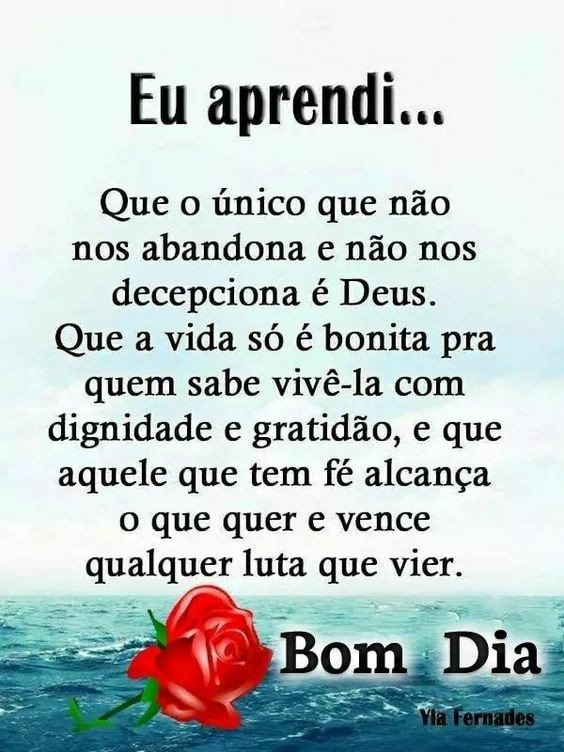 Eu aprendi...
Que o único que não
nos abandona e não nos
decepciona é Deus.
Que a vida só é bonita pra
quem sabe vivê-la com
dignidade e gratidão, e que
aquele que tem fé alcança
o que quer e vence
qualquer luta que vier.
Bom Dia
Yla Fernades